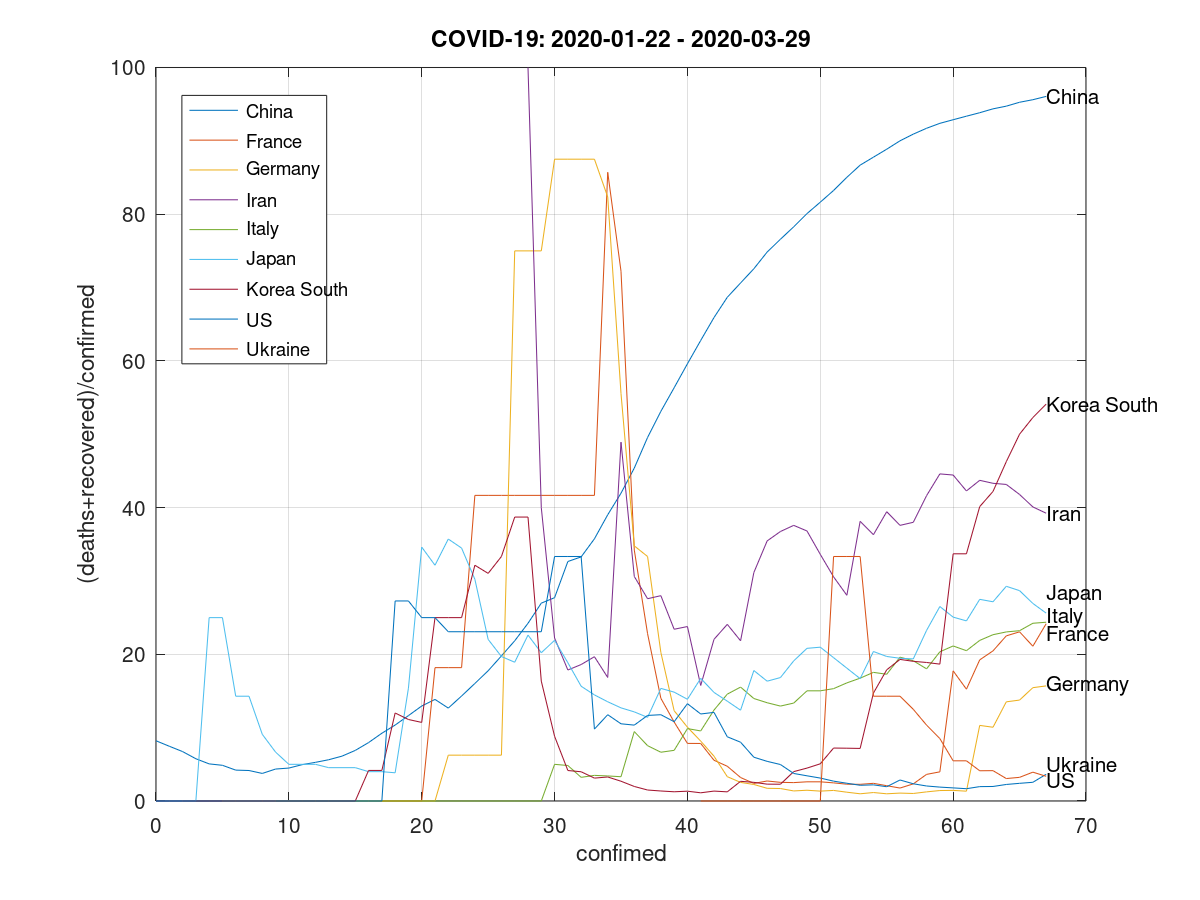 COVID-19: 2020-01-22 - 2020-03-29
100
80
60
40
20
0
(deaths+recovered)/confirmed
China
France
Germany
Iran
Italy
Japan
Korea South
US
Ukraine
China
Korea South
Iran
Japan
Italy
France
Germany
Ukraine
US
0 10 20 30 40 50 60 70
confimed